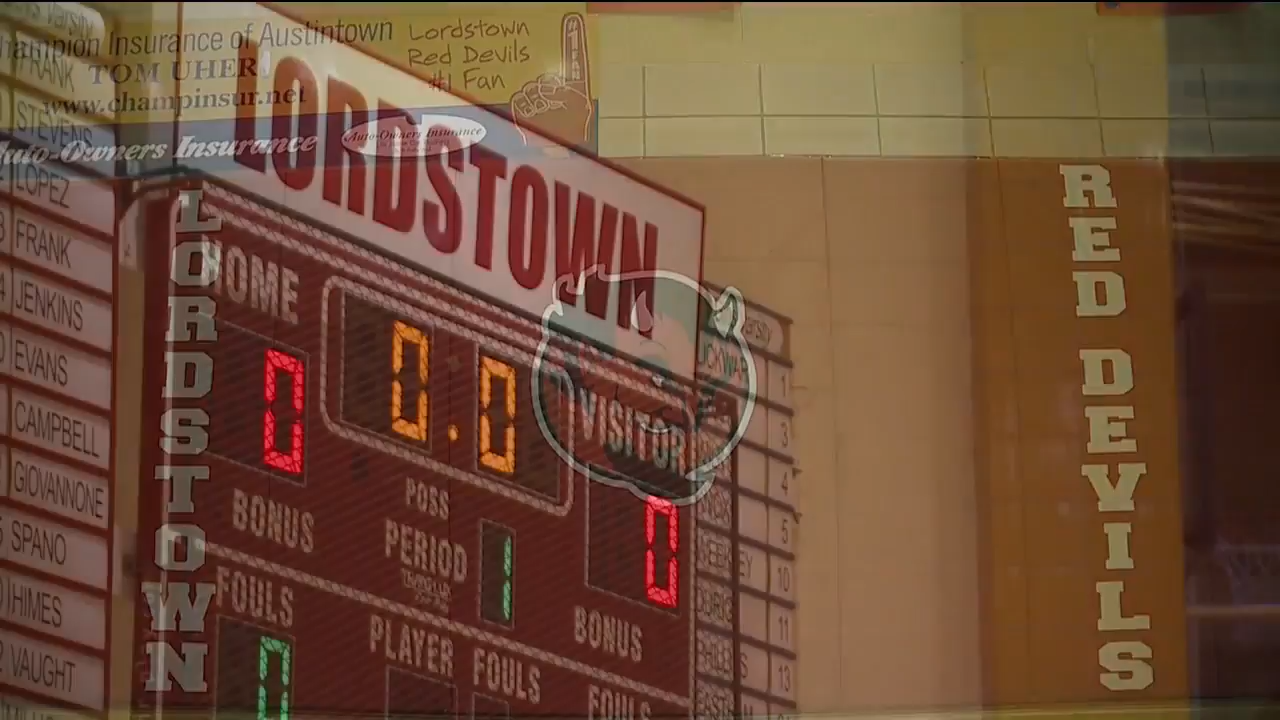 Varsity
Champion Insurance of Austintown
TOM UHER
www.champinsur.net
Auto-Owners Insurance
Auto-Owners Insurance
Lordstown
Red Devils
#1 Fan
LORDSTOWN
FRANK
STEVENS
LOPEZ
FRANK
JENKINS
EVANS
CAMPBELL
GIOVANNONE
SPANO
HIMES
VAUGHT
LORDSTOWN
HOME
0
0.0
VISITOR
0
BONUS
POSS
PERIOD
1
BONUS
FOULS
0
PLAYER
FOULS
FOULS
1
3
4
5
10
11
13
RED DEVILS